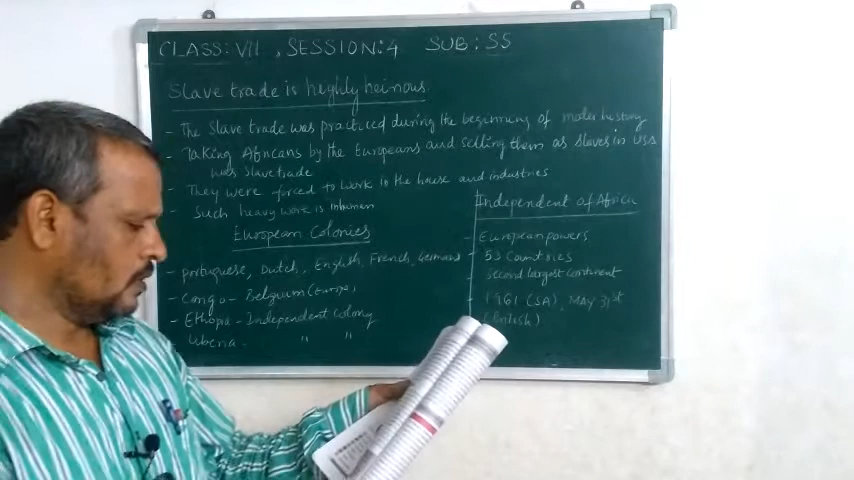 CLASS: VII , SESSION: 4 SUB: SS
Slave trade is heghly heinous.
- The slave trade was practiced during the beginning of moder history
- Taking Africans by the Europeans and selling them as slaves in USA
was slave trade
- They were forced to work in the house and industries
- Such heavy work is inhuman
European Colonies
- portuguese, Dutch, English, French, Germans
- Congo - Belgium (Europe)
- Ethopia - Independent Colony
- Liberia - " "
Independent of Africa
- European powers
- 53 Countries
second largest continent
- 1961 (SA), MAY 31st
(British)